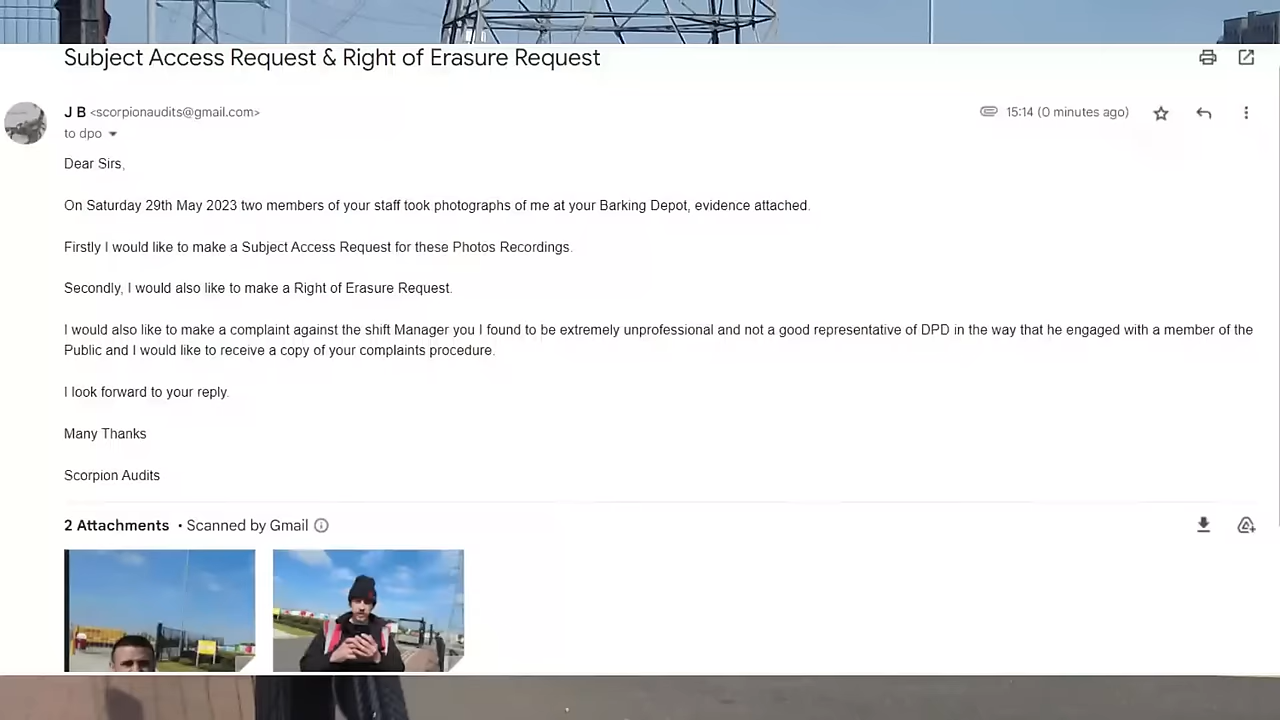 Subject Access Request & Right of Erasure Request
J B <scorpionaudits@gmail.com>
15:14 (0 minutes ago)
to dpo
Dear Sirs,
On Saturday 29th May 2023 two members of your staff took photographs of me at your Barking Depot, evidence attached.
Firstly I would like to make a Subject Access Request for these Photos Recordings.
Secondly, I would also like to make a Right of Erasure Request.
I would also like to make a complaint against the shift Manager you I found to be extremely unprofessional and not a good representative of DPD in the way that he engaged with a member of the
Public and I would like to receive a copy of your complaints procedure.
I look forward to your reply.
Many Thanks
Scorpion Audits
2 Attachments • Scanned by Gmail